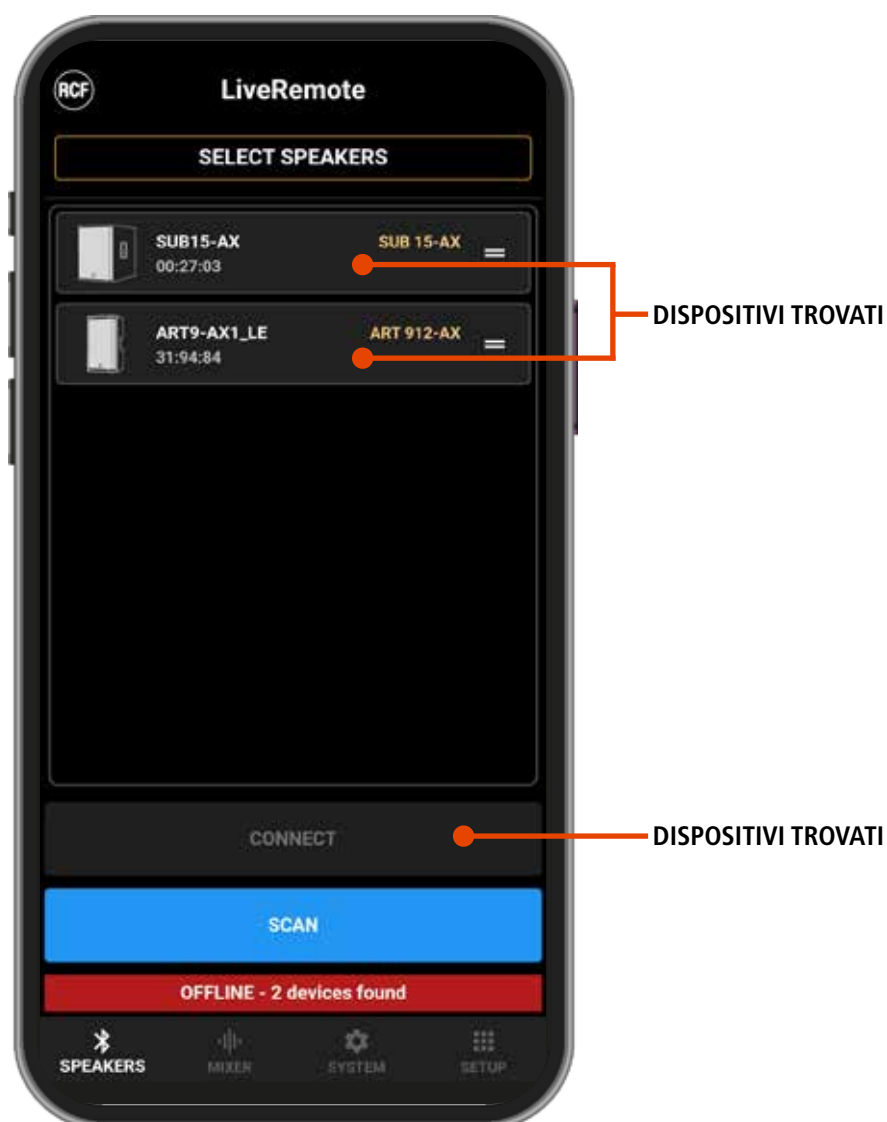 RCF
LiveRemote
SELECT SPEAKERS
SUB15-AX
SUB 15-AX
00:27:03
ART9-AX1_LE
ART 912-AX
31:94:84
DISPOSITIVI TROVATI
CONNECT
DISPOSITIVI TROVATI
SCAN
OFFLINE - 2 devices found
SPEAKERS
MIXER
SYSTEM
SETUP